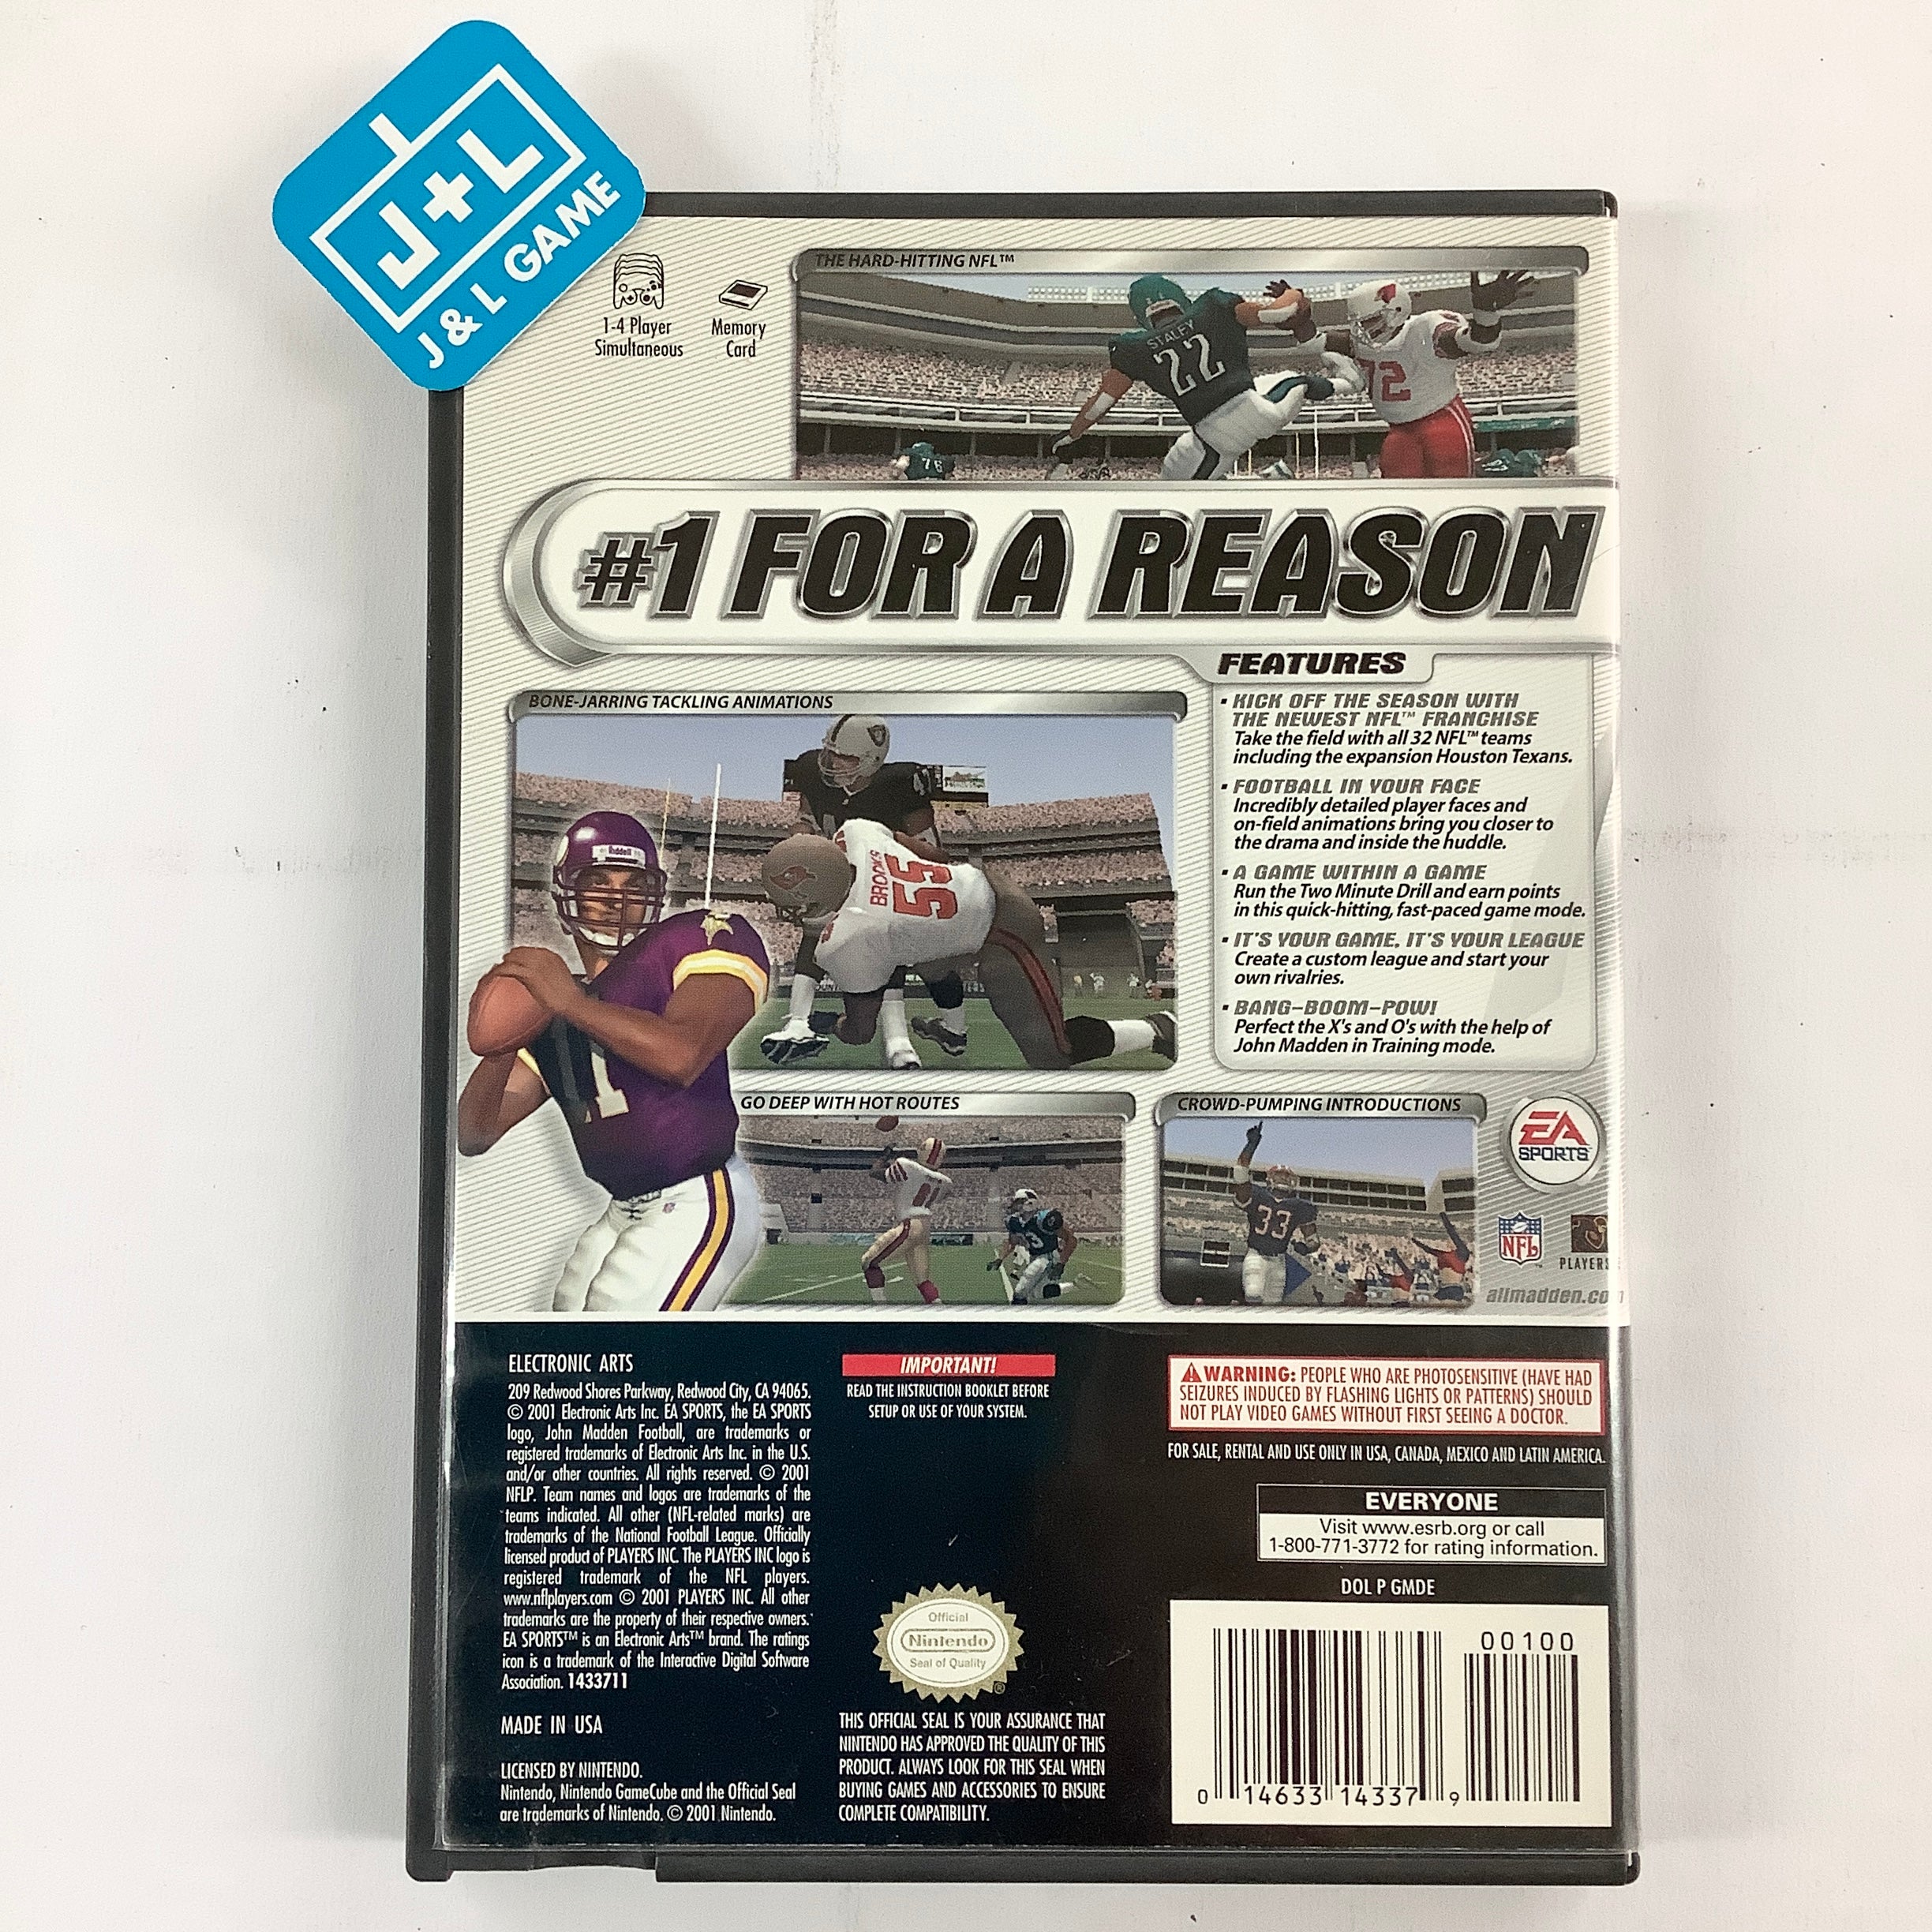 J+L
J & L GAME
1-4 Player
Simultaneous
Memory
Card
THE HARD-HITTING NFL™
STALEY
22
72
76
#1 FOR A REASON
FEATURES
BONE-JARRING TACKLING ANIMATIONS
Riddell
BROOKS
55
11
• KICK OFF THE SEASON WITH
THE NEWEST NFL™ FRANCHISE
Take the field with all 32 NFL™ teams
including the expansion Houston Texans.
• FOOTBALL IN YOUR FACE
Incredibly detailed player faces and
on-field animations bring you closer to
the drama and inside the huddle.
• A GAME WITHIN A GAME
Run the Two Minute Drill and earn points
in this quick-hitting, fast-paced game mode.
• IT'S YOUR GAME, IT'S YOUR LEAGUE
Create a custom league and start your
own rivalries.
• BANG-BOOM-POW!
Perfect the X's and O's with the help of
John Madden in Training mode.
GO DEEP WITH HOT ROUTES
CROWD-PUMPING INTRODUCTIONS
33
EA
SPORTS™
NFL
PLAYERS
allmadden.com
ELECTRONIC ARTS
209 Redwood Shores Parkway, Redwood City, CA 94065.
© 2001 Electronic Arts Inc. EA SPORTS, the EA SPORTS
logo, John Madden Football, are trademarks or
registered trademarks of Electronic Arts Inc. in the U.S.
and/or other countries. All rights reserved. © 2001
NFLP. Team names and logos are trademarks of the
teams indicated. All other (NFL-related marks) are
trademarks of the National Football League. Officially
licensed product of PLAYERS INC. The PLAYERS INC logo is
registered trademark of the NFL players.
www.nflplayers.com © 2001 PLAYERS INC. All other
trademarks are the property of their respective owners.
EA SPORTS™ is an Electronic Arts™ brand. The ratings
icon is a trademark of the Interactive Digital Software
Association. 1433711
MADE IN USA
LICENSED BY NINTENDO.
Nintendo, Nintendo GameCube and the Official Seal
are trademarks of Nintendo. © 2001 Nintendo.
IMPORTANT!
READ THE INSTRUCTION BOOKLET BEFORE
SETUP OR USE OF YOUR SYSTEM.
Official
Nintendo
Seal of Quality
®
THIS OFFICIAL SEAL IS YOUR ASSURANCE THAT
NINTENDO HAS APPROVED THE QUALITY OF THIS
PRODUCT. ALWAYS LOOK FOR THIS SEAL WHEN
BUYING GAMES AND ACCESSORIES TO ENSURE
COMPLETE COMPATIBILITY.
WARNING: PEOPLE WHO ARE PHOTOSENSITIVE (HAVE HAD
SEIZURES INDUCED BY FLASHING LIGHTS OR PATTERNS) SHOULD
NOT PLAY VIDEO GAMES WITHOUT FIRST SEEING A DOCTOR.
FOR SALE, RENTAL AND USE ONLY IN USA, CANADA, MEXICO AND LATIN AMERICA.
EVERYONE
Visit www.esrb.org or call
1-800-771-3772 for rating information.
DOL P GMDE
00100
0 14633 14337 9